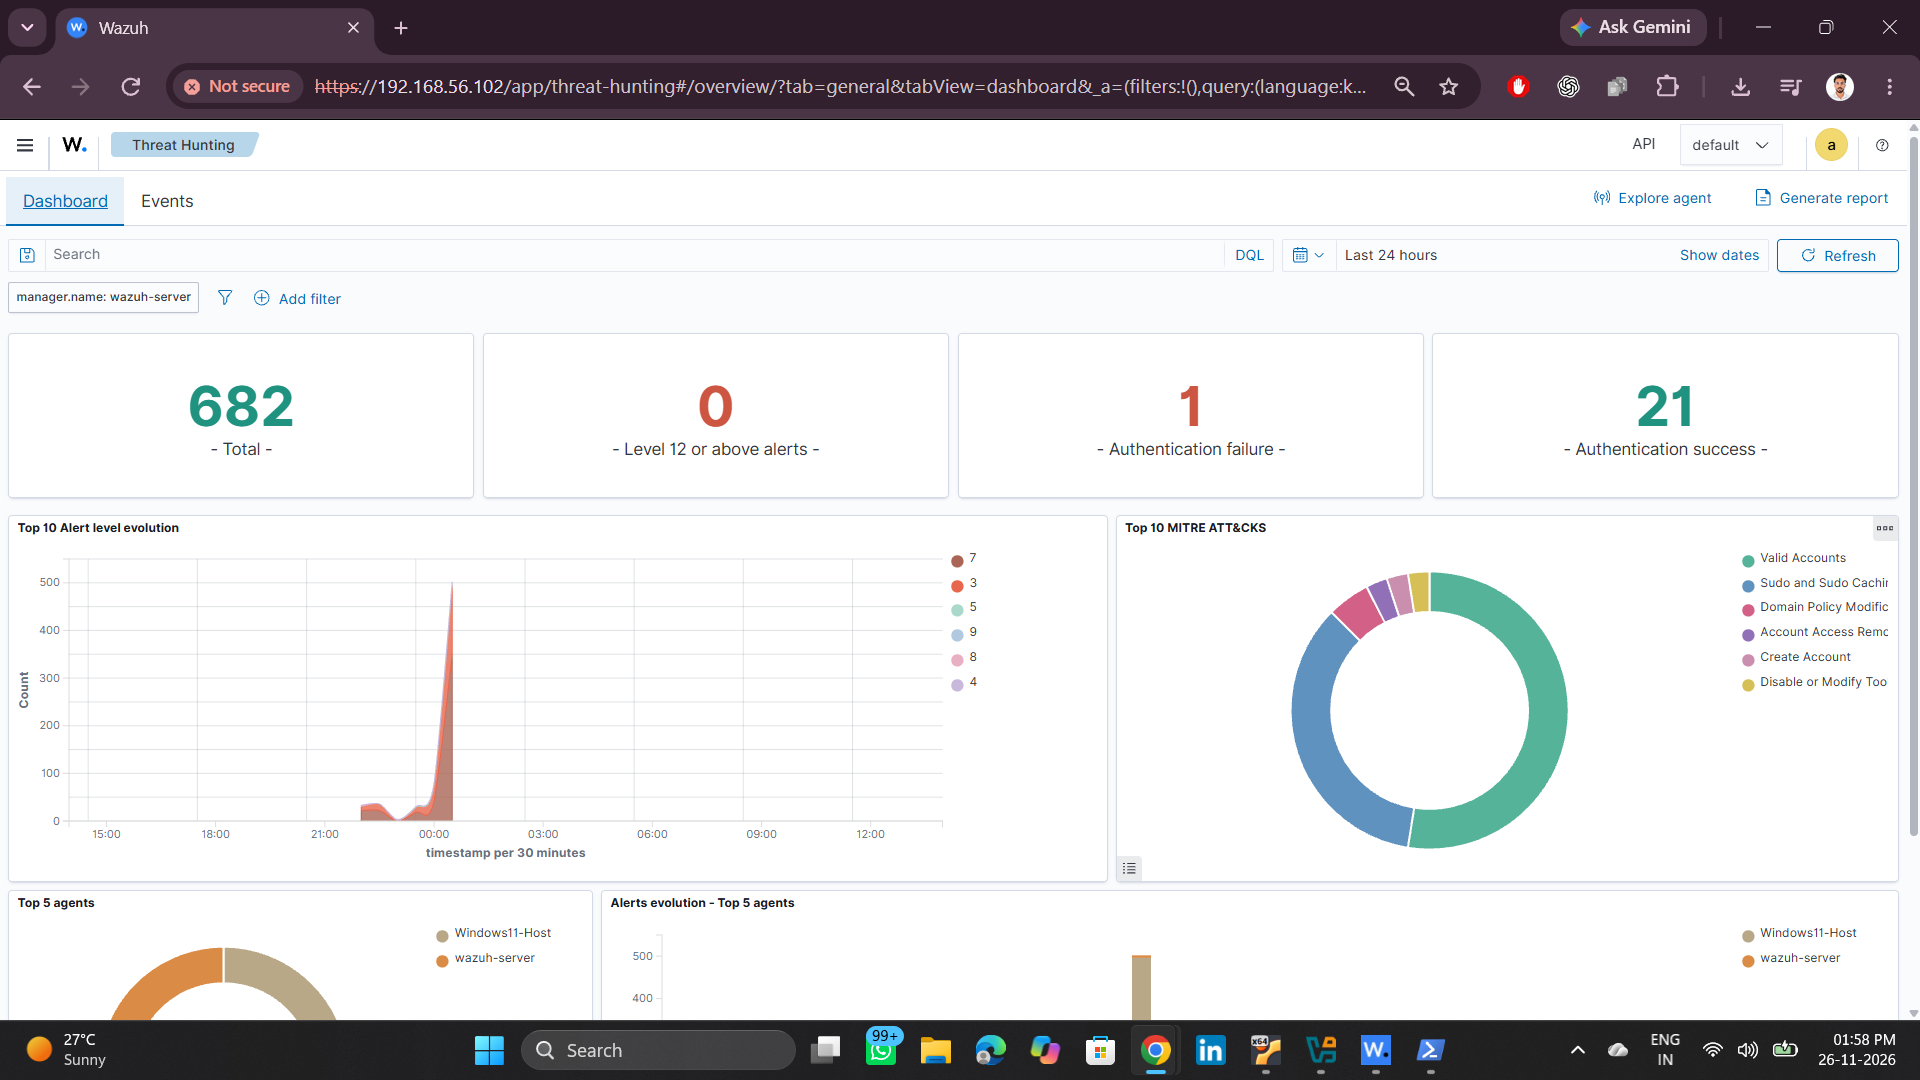 Wazuh
Ask Gemini
Not secure
https://192.168.56.102/app/threat-hunting#/overview/?tab=general&tabView=dashboard&_a=(filters:!(),query:(language:k...
W.
Threat Hunting
API
default
a
Dashboard
Events
Explore agent
Generate report
Search
DQL
Last 24 hours
Show dates
Refresh
manager.name: wazuh-server
Add filter
682
- Total -
0
- Level 12 or above alerts -
1
- Authentication failure -
21
- Authentication success -
Top 10 Alert level evolution
Count
500
400
300
200
100
0
15:00
18:00
21:00
00:00
03:00
06:00
09:00
12:00
timestamp per 30 minutes
7
3
5
9
8
4
Top 10 MITRE ATT&CKS
Valid Accounts
Sudo and Sudo Cachin
Domain Policy Modific
Account Access Remo
Create Account
Disable or Modify Too
Top 5 agents
Windows11-Host
wazuh-server
Alerts evolution - Top 5 agents
500
400
Windows11-Host
wazuh-server
27°C
Sunny
Search
99+
ENG
IN
01:58 PM
26-11-2026